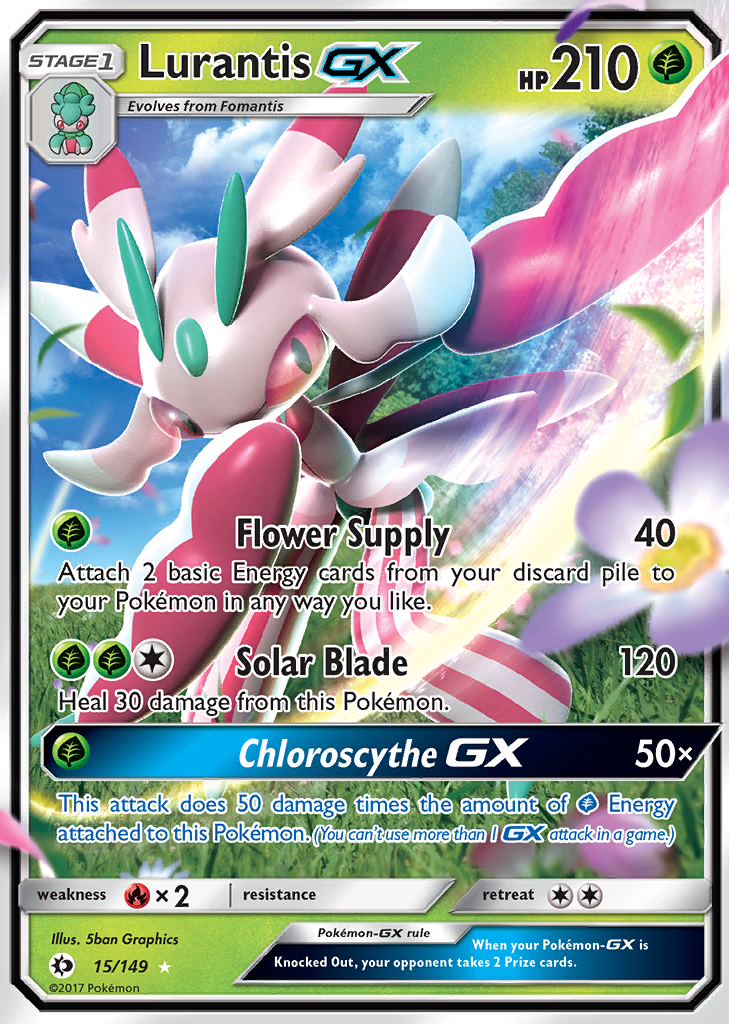 STAGE1 Lurantis GX HP210
Evolves from Fomantis
Flower Supply 40
Attach 2 basic Energy cards from your discard pile to
your Pokémon in any way you like.
Solar Blade 120
Heal 30 damage from this Pokémon.
Chloroscythe GX 50×
This attack does 50 damage times the amount of Energy
attached to this Pokémon. (You can't use more than 1 GX attack in a game.)
weakness ×2 resistance retreat
Illus. 5ban Graphics
15/149
©2017 Pokémon
Pokémon-GX rule
When your Pokémon-GX is
Knocked Out, your opponent takes 2 Prize cards.